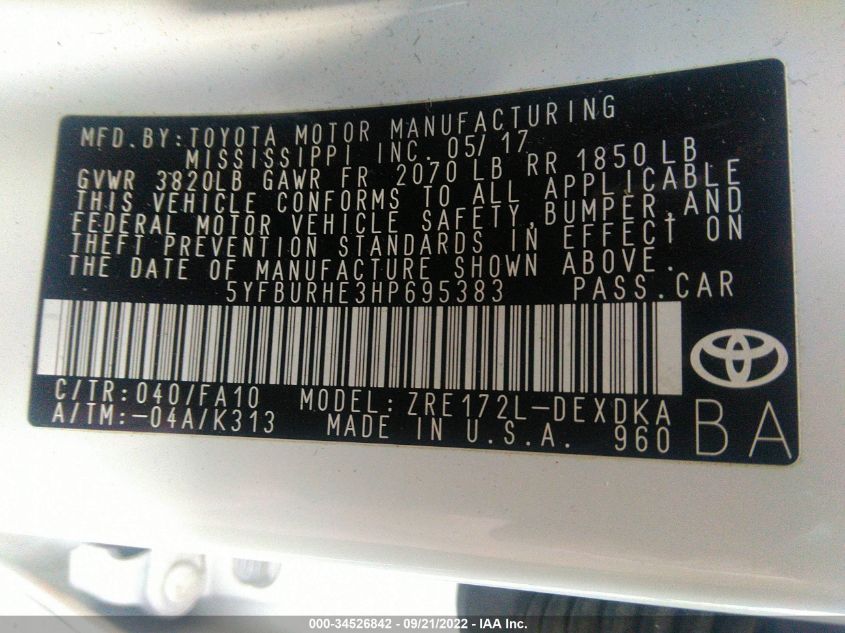 MFD.BY:TOYOTA MOTOR MANUFACTURING
MISSISSIPPI INC. 05/17
GVWR 3820LB GAWR FR 2070 LB RR 1850 LB
THIS VEHICLE CONFORMS TO ALL APPLICABLE
FEDERAL MOTOR VEHICLE SAFETY,BUMPER,AND
THEFT PREVENTION STANDARDS IN EFFECT ON
THE DATE OF MANUFACTURE SHOWN ABOVE.
5YFBURHE3HP695383 PASS.CAR
C/TR:040/FA10 MODEL:ZRE172L-DEXDKA
A/TM:-04A/K313 MADE IN U.S.A. 960
BA
000-34526842 - 09/21/2022 - IAA Inc.